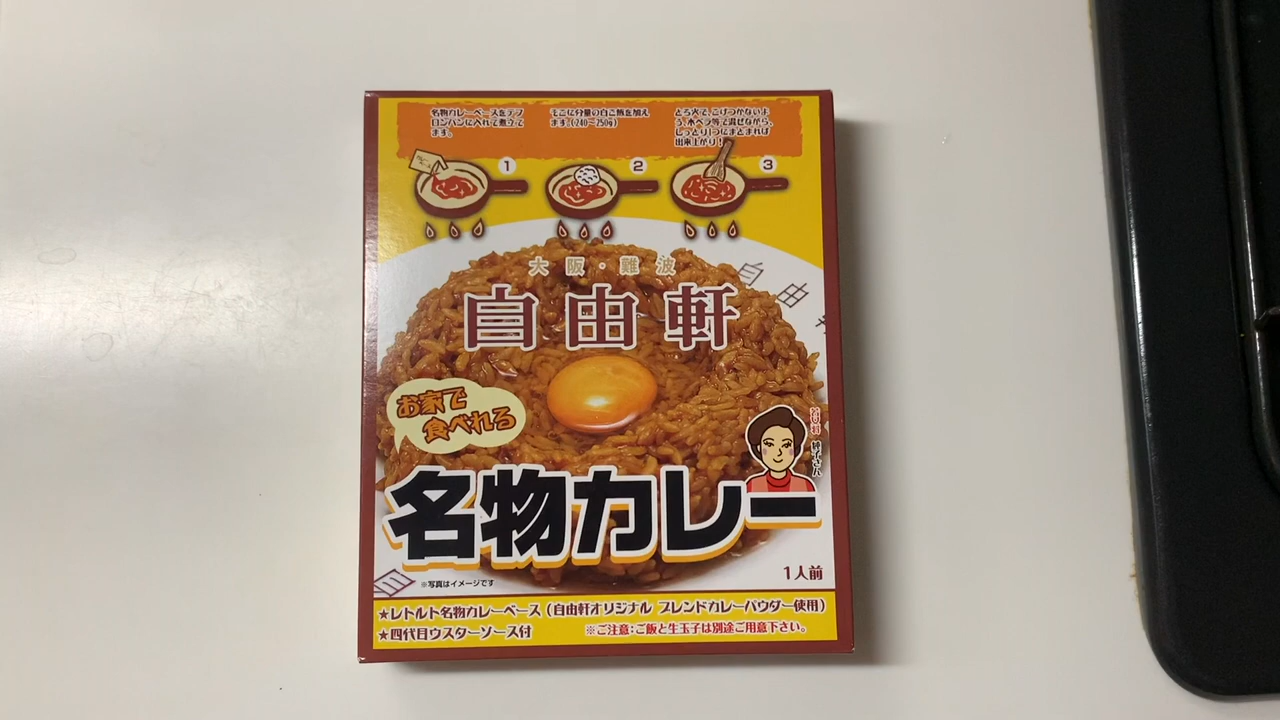 名物カレーベースをテフ
ロンパンに入れて煮立て
ます。
そこに分量の白ご飯を加え
ます。(240~250g)
とろ火で、こげつかないよ
う、木ベラ等で混ぜながら、
しっとり1つにまとまれば
出来上がり!
1
2
3
大阪・難波
自由軒
自由
お家で
食べれる
名物カレー
※写真はイメージです
1人前
★レトルト名物カレーベース(自由軒オリジナル ブレンドカレーパウダー使用)
★四代目ウスターソース付
※ご注意:ご飯と生玉子は別途ご用意下さい。